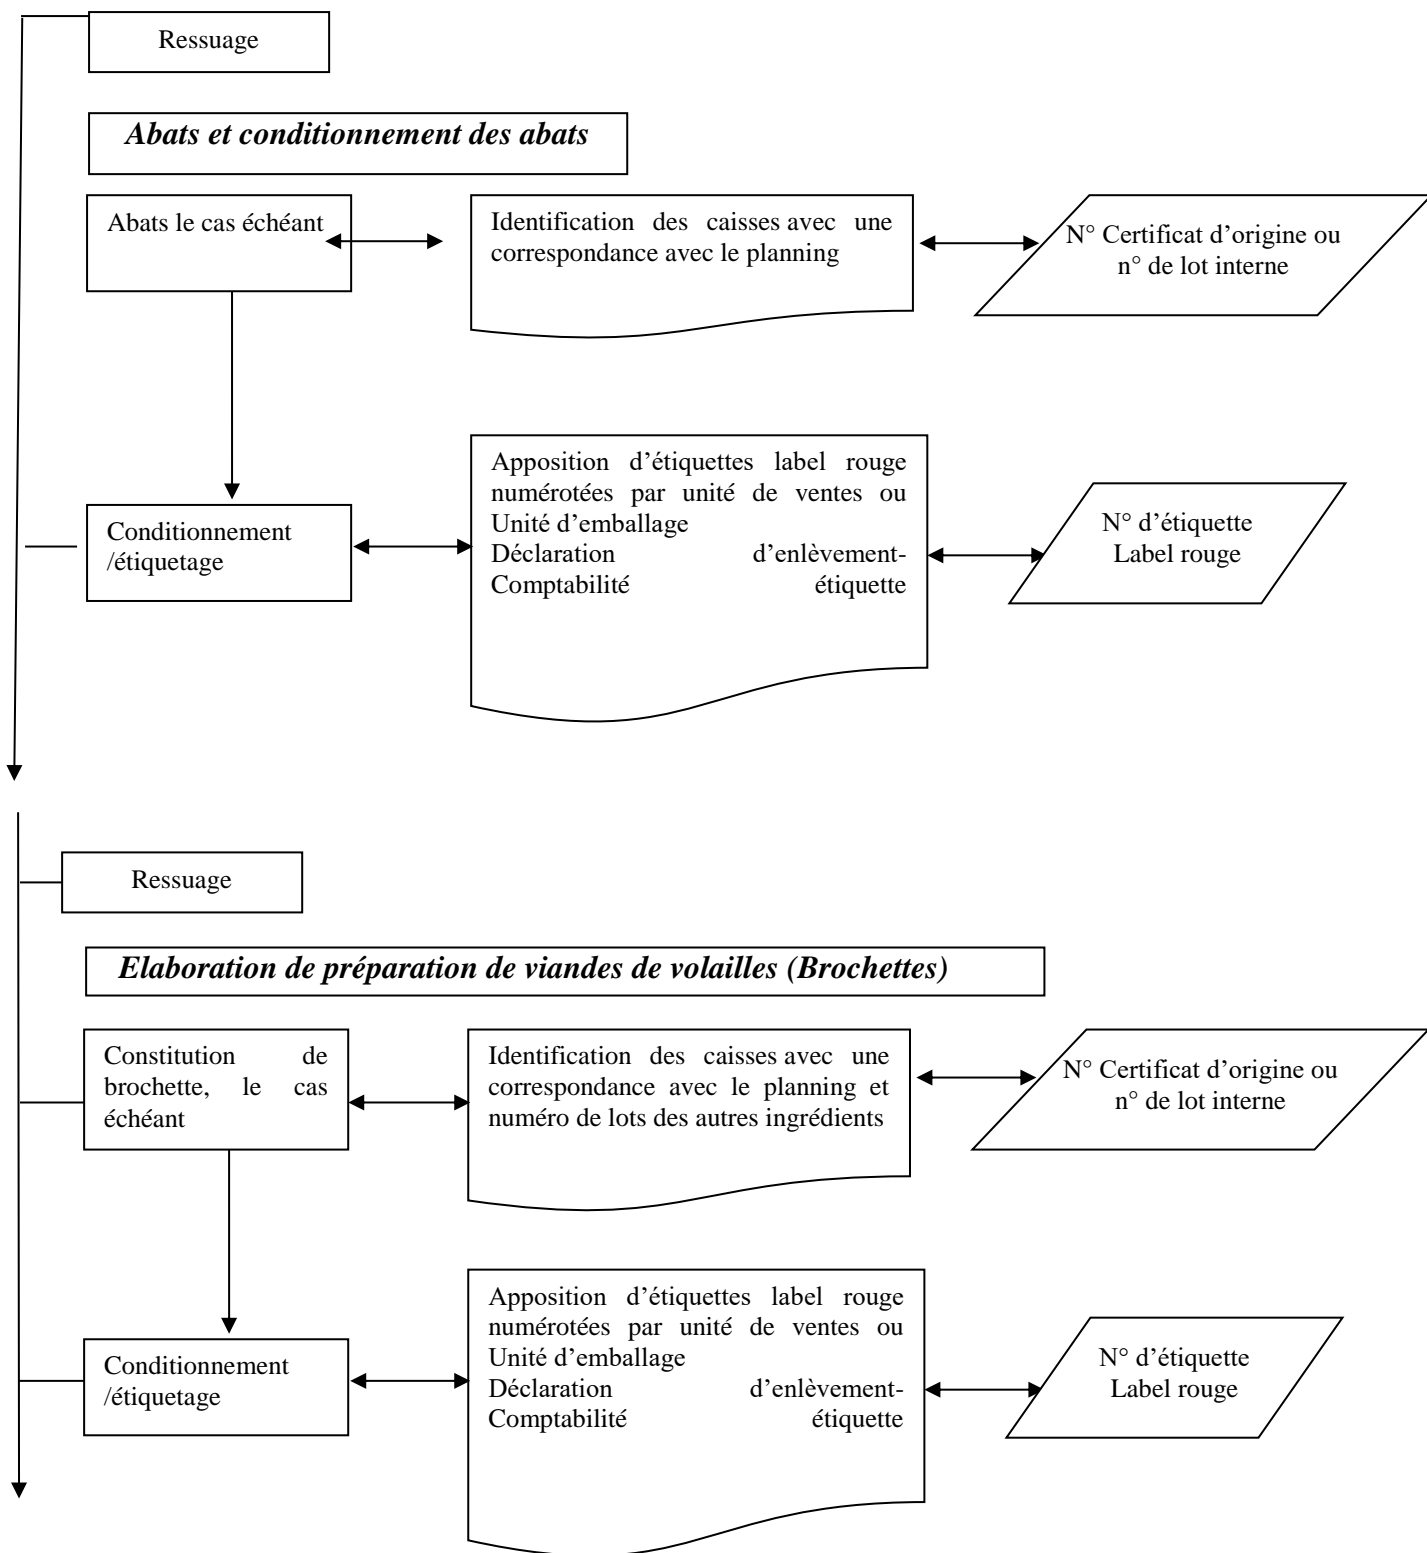 Ressuage
Abats et conditionnement des abats
Abats le cas échéant
Identification des caisses avec une
correspondance avec le planning
N° Certificat d’origine ou
n° de lot interne
Conditionnement
/étiquetage
Apposition d’étiquettes label rouge
numérotées par unité de ventes ou
Unité d’emballage
Déclaration d’enlèvement-
Comptabilité étiquette
N° d’étiquette
Label rouge
Ressuage
Elaboration de préparation de viandes de volailles (Brochettes)
Constitution de
brochette, le cas
échéant
Identification des caisses avec une
correspondance avec le planning et
numéro de lots des autres ingrédients
N° Certificat d’origine ou
n° de lot interne
Conditionnement
/étiquetage
Apposition d’étiquettes label rouge
numérotées par unité de ventes ou
Unité d’emballage
Déclaration d’enlèvement-
Comptabilité étiquette
N° d’étiquette
Label rouge